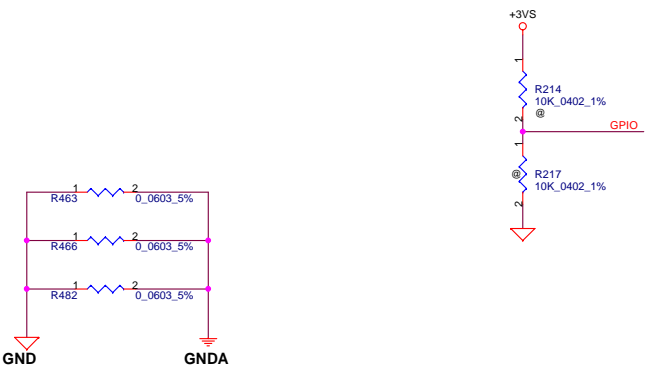 +3VS
1
R214
10K_0402_1%
2
@
GPIO
1
@
R217
10K_0402_1%
2
1
2
R463
0_0603_5%
1
2
R466
0_0603_5%
1
2
R482
0_0603_5%
GND
GNDA